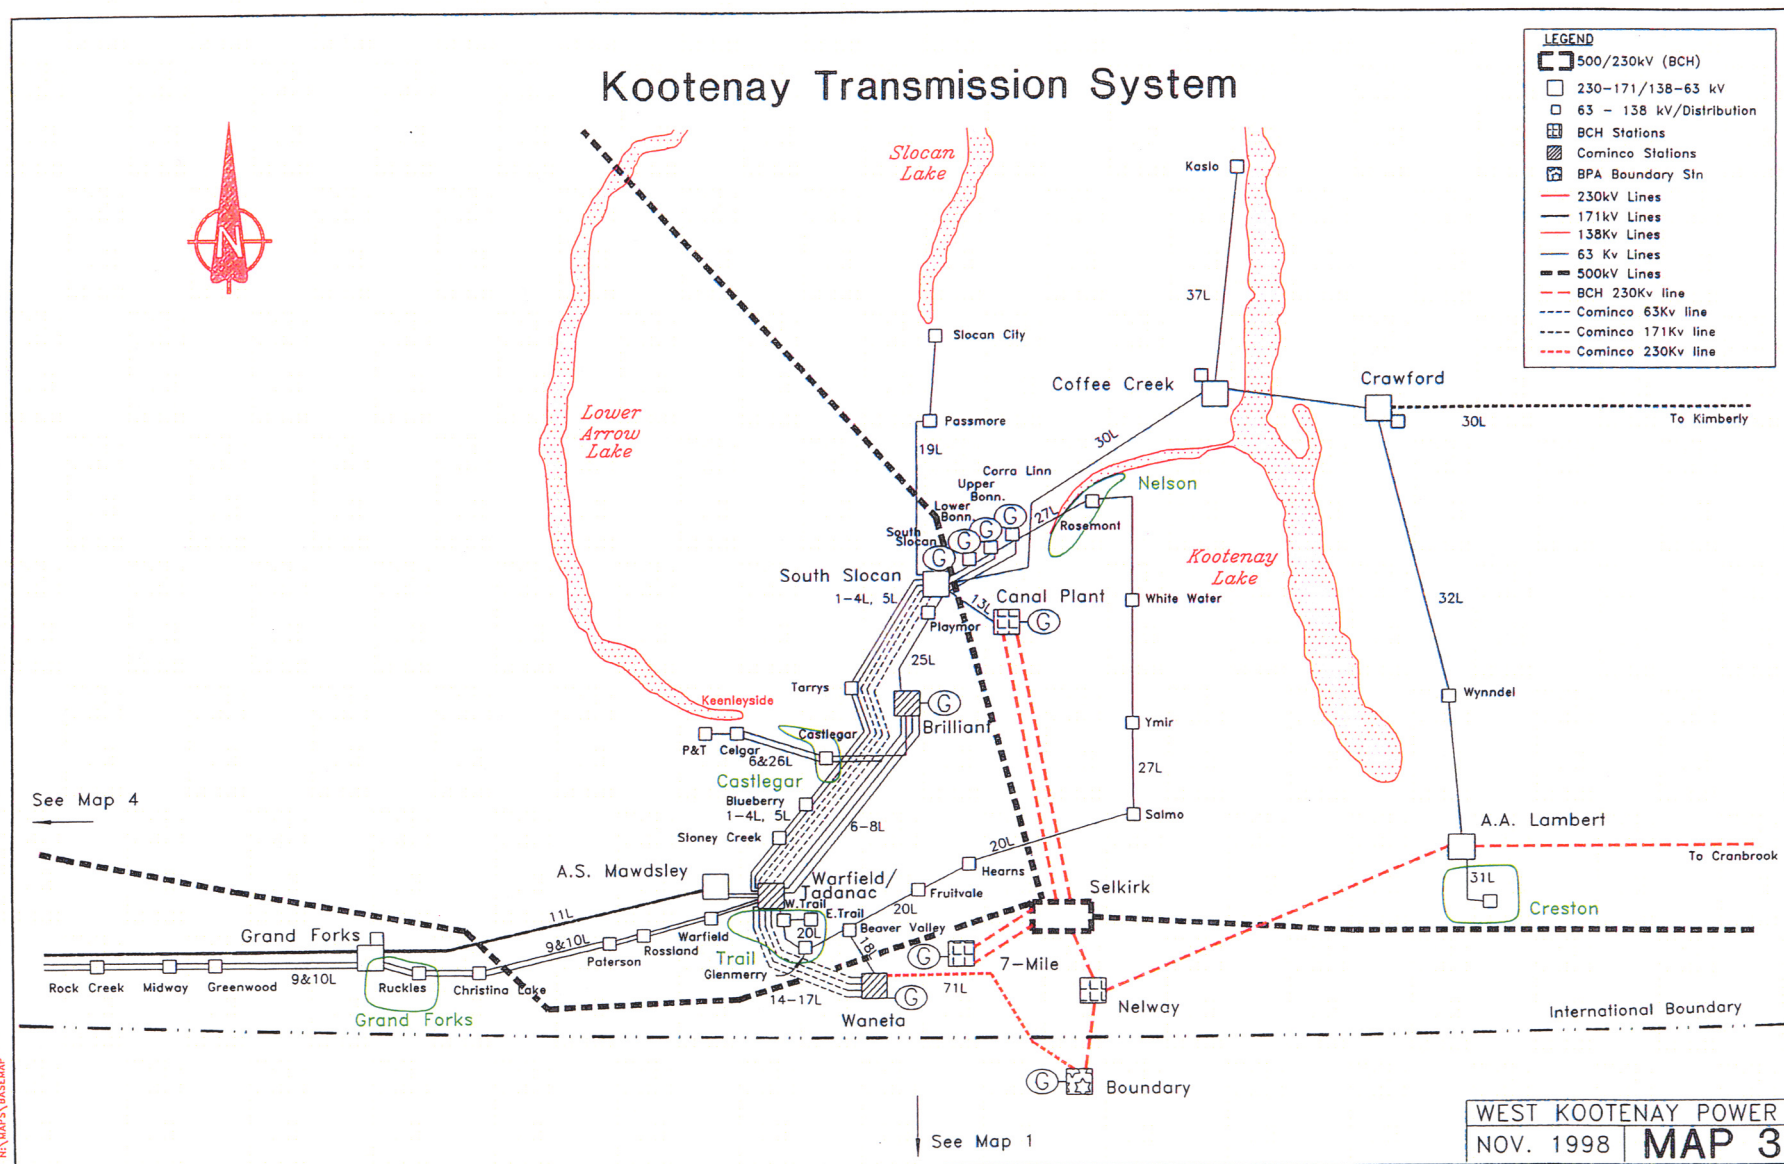 Kootenay Transmission System
LEGEND
500/230kV (BCH)
230-171/138-63 kV
63 - 138 kV/Distribution
BCH Stations
Cominco Stations
BPA Boundary Stn
230kV Lines
171kV Lines
138Kv Lines
63 Kv Lines
500kV Lines
BCH 230Kv line
Cominco 63Kv line
Cominco 171Kv line
Cominco 230Kv line
N
Slocan
Lake
Kaslo
37L
Slocan City
Coffee Creek
Crawford
30L
To Kimberly
Lower
Arrow
Lake
Passmore
19L
30L
Corra Linn
Upper
Bonn.
Lower
Bonn.
South
Slocan
G
G
G
G
27L
Nelson
Rosemont
Kootenay
Lake
South Slocan
1-4L, 5L
13L
Canal Plant
G
White Water
32L
Playmor
25L
Tarrys
Keenleyside
Brilliant
G
Wynndel
Ymir
P&T
Celgar
Castlegar
6&26L
Castlegar
27L
See Map 4
Blueberry
1-4L, 5L
Stoney Creek
6-8L
Salmo
A.A. Lambert
20L
To Cranbrook
A.S. Mawdsley
Warfield/
Tadanac
Hearns
Selkirk
31L
Creston
W.Trail
E.Trail
Fruitvale
20L
11L
Grand Forks
9&10L
Warfield
Rossland
Paterson
Trail
20L
Beaver Valley
18L
Glenmerry
G
7-Mile
Rock Creek
Midway
Greenwood
9&10L
Ruckles
Christina Lake
Grand Forks
14-17L
G
71L
Waneta
Nelway
International Boundary
G
Boundary
See Map 1
WEST KOOTENAY POWER
NOV. 1998
MAP 3
N:\MAPS\BASEMAP